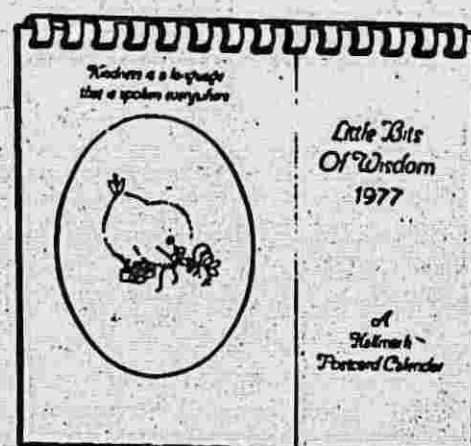 Kindness is a language
that is spoken everywhere
Little Bits
Of Wisdom
1977
A
Hallmark
Postcard Calendar